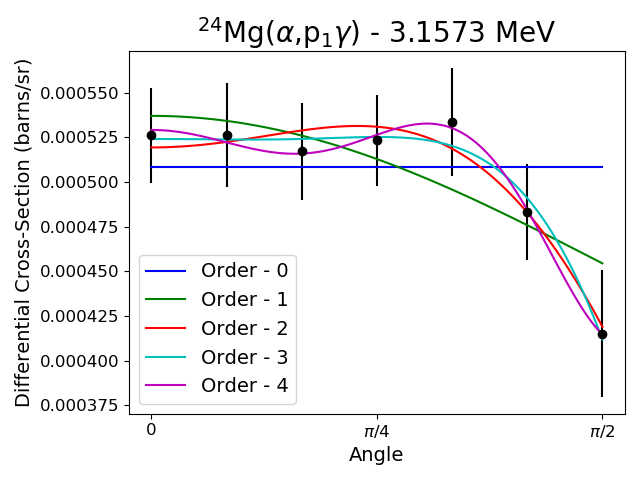 ²⁴Mg(α,p₁γ) - 3.1573 MeV
Differential Cross-Section (barns/sr)
0.000550
0.000525
0.000500
0.000475
0.000450
0.000425
0.000400
0.000375
Order - 0
Order - 1
Order - 2
Order - 3
Order - 4
0
π/4
π/2
Angle